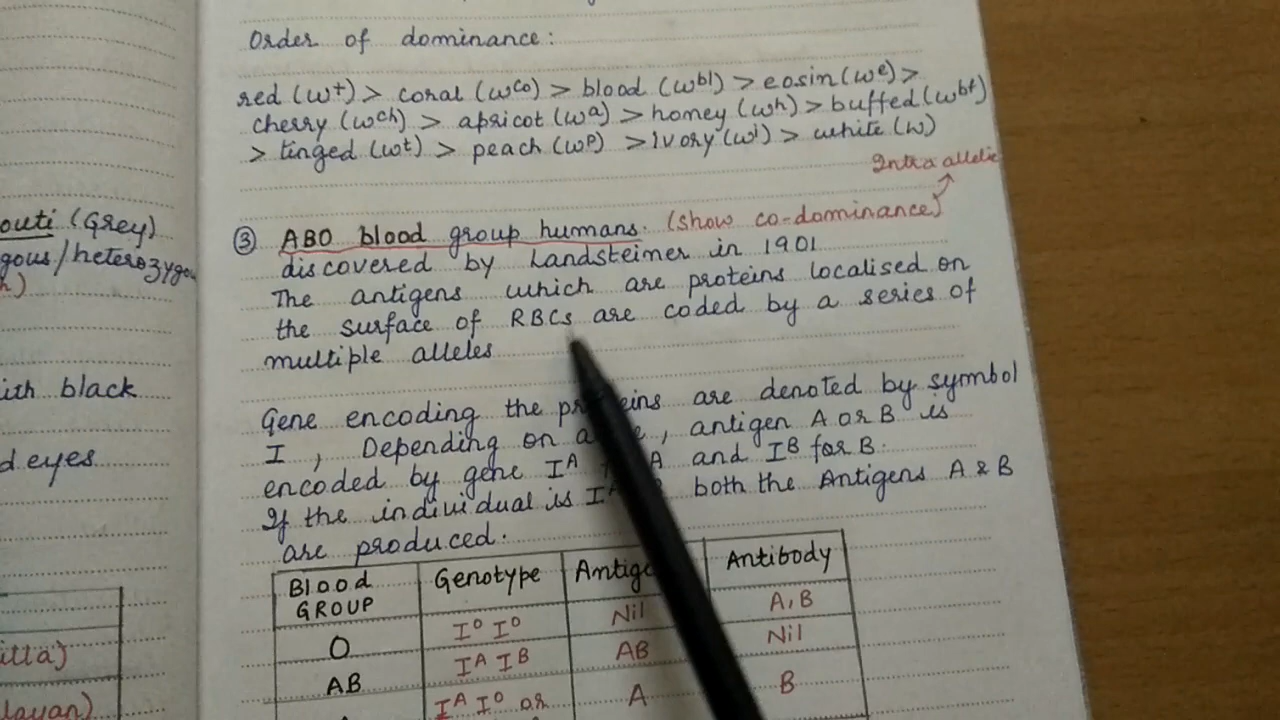 outi (Grey)
gous/heterozygou
ith black
d eyes
Order of dominance:
red (w+) > coral (wco) > blood (wbl) > eosin (we) >
cherry (wch) > apricot (wa) > honey (wh) > buffed (wbf)
> tinged (wt) > peach (wp) > Ivory (wi) > white (w)
Intra allelic
③ ABO blood group humans. (show co-dominance)
discovered by Landsteiner in 1901
The antigens which are proteins localised on
the surface of RBCs are coded by a series of
multiple alleles
Gene encoding the proteins are denoted by symbol
I , Depending on a , antigen A or B is
encoded by gene IA A and IB for B.
If the individual is IA both the Antigens A & B
are produced.
Blood GROUP Genotype Antige Antibody
O IO IO Nil A, B
AB IA IB AB Nil
IA IO or A B